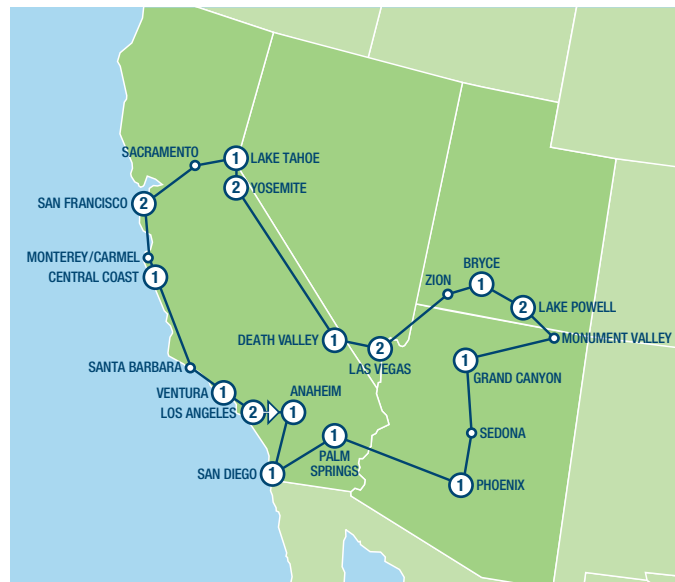 SACRAMENTO
1
LAKE TAHOE
2
YOSEMITE
SAN FRANCISCO
2
MONTEREY/CARMEL
CENTRAL COAST
1
BRYCE
ZION
1
2
LAKE POWELL
DEATH VALLEY
1
2
LAS VEGAS
MONUMENT VALLEY
1
GRAND CANYON
SANTA BARBARA
VENTURA
1
ANAHEIM
LOS ANGELES
2
1
SEDONA
1
PALM
SPRINGS
SAN DIEGO
1
1
PHOENIX